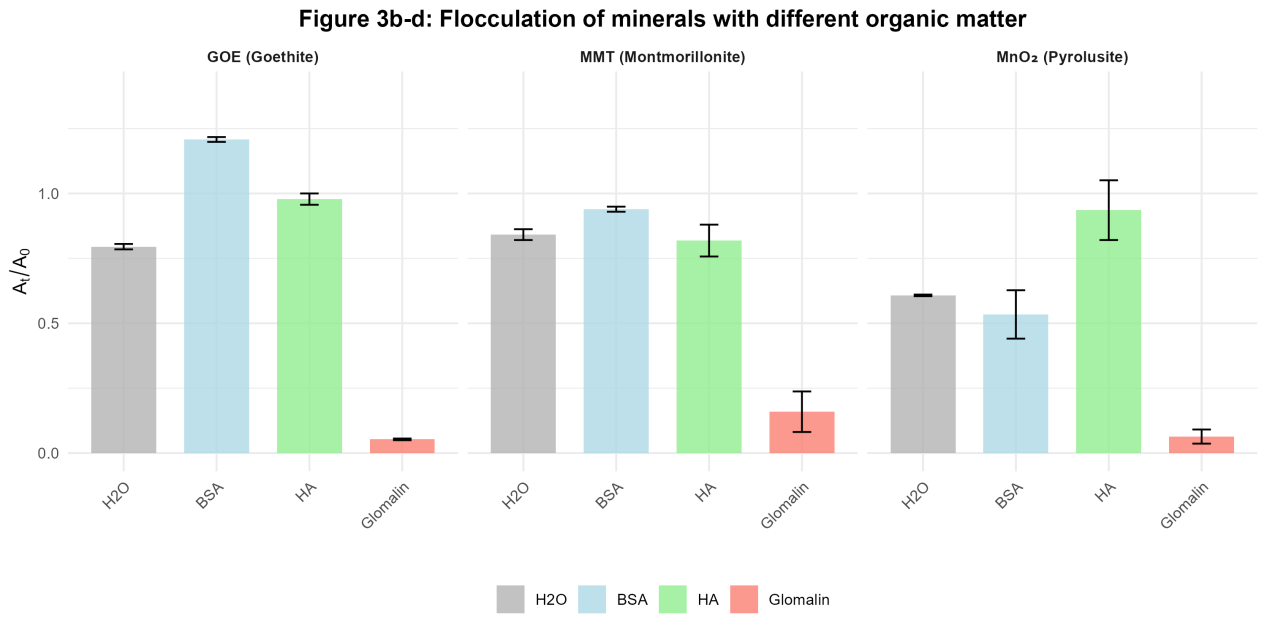 Figure 3b-d: Flocculation of minerals with different organic matter
GOE (Goethite)
MMT (Montmorillonite)
MnO₂ (Pyrolusite)
Aₜ/A₀
1.0
0.5
0.0
H2O
BSA
HA
Glomalin
H2O
BSA
HA
Glomalin
H2O
BSA
HA
Glomalin
H2O BSA HA Glomalin